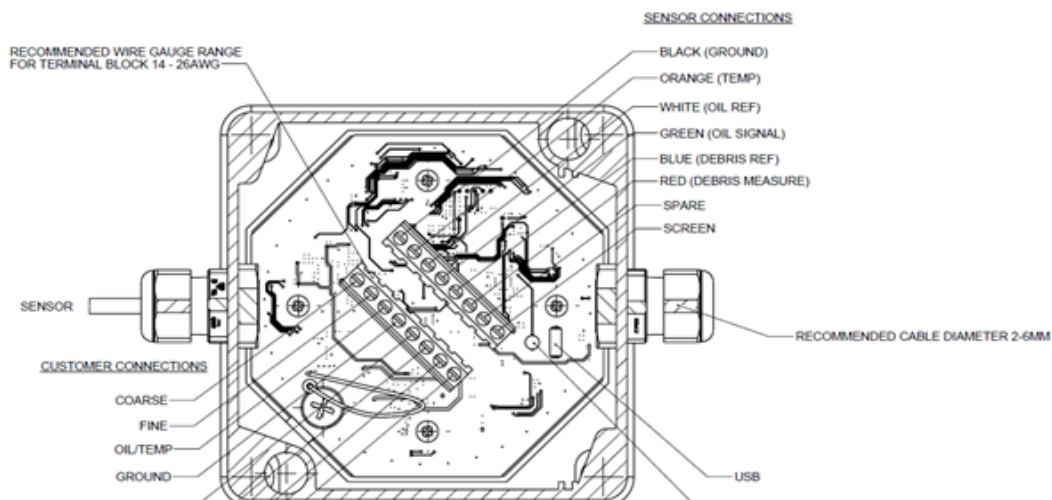 SENSOR CONNECTIONS
RECOMMENDED WIRE GAUGE RANGE
FOR TERMINAL BLOCK 14 - 26AWG
BLACK (GROUND)
ORANGE (TEMP)
WHITE (OIL REF)
GREEN (OIL SIGNAL)
BLUE (DEBRIS REF)
RED (DEBRIS MEASURE)
SPARE
SCREEN
SENSOR
RECOMMENDED CABLE DIAMETER 2-6MM
CUSTOMER CONNECTIONS
COARSE
FINE
OIL/TEMP
GROUND
USB